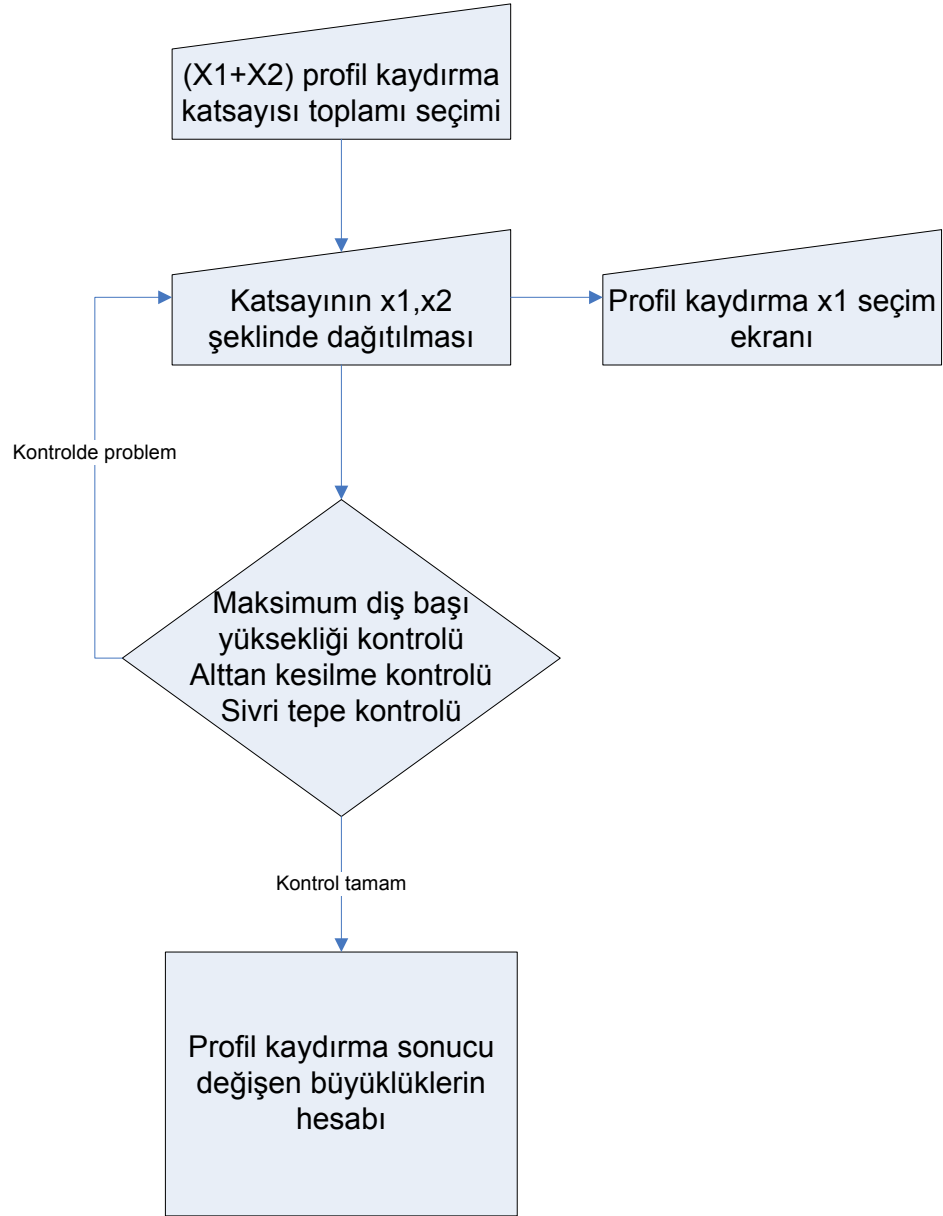 (X1+X2) profil kaydırma
katsayısı toplamı seçimi
Katsayının x1,x2
şeklinde dağıtılması
Profil kaydırma x1 seçim
ekranı
Kontrolde problem
Maksimum diş başı
yüksekliği kontrolü
Alttan kesilme kontrolü
Sivri tepe kontrolü
Kontrol tamam
Profil kaydırma sonucu
değişen büyüklüklerin
hesabı